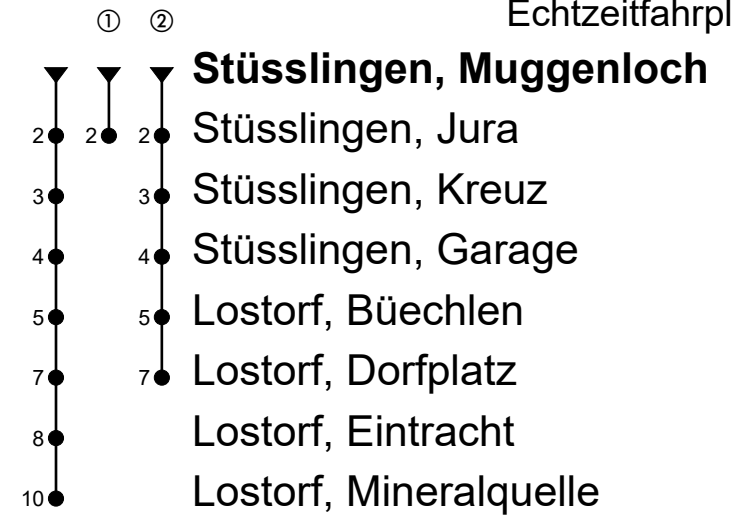 ① ② Echtzeitfahrpl
Stüsslingen, Muggenloch
2 2 2 Stüsslingen, Jura
3 3 Stüsslingen, Kreuz
4 4 Stüsslingen, Garage
5 5 Lostorf, Büechlen
7 7 Lostorf, Dorfplatz
8 Lostorf, Eintracht
10 Lostorf, Mineralquelle